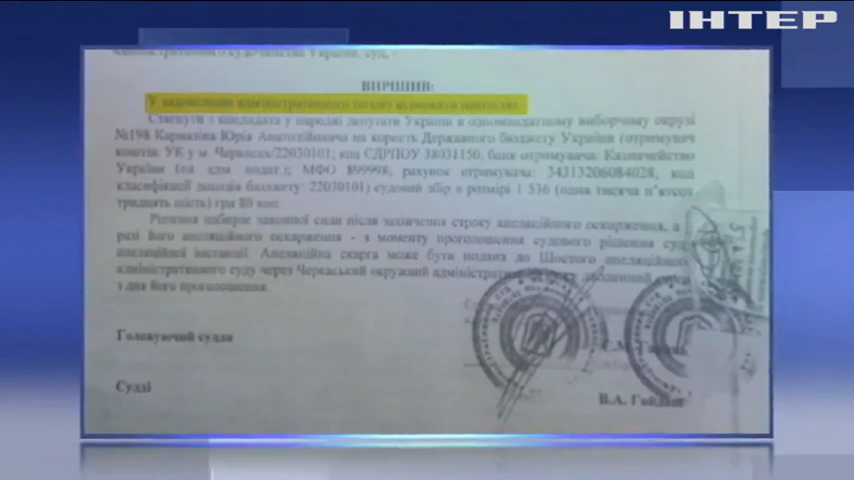 ІНТЕР
адміністративного судочинства України, суд, -
ВИРІШИВ:
У задоволенні адміністративного позову відмовити повністю.
Стягнути з кандидата у народні депутати України в одномандатному виборчому окрузі
№198 Кармазіна Юрія Анатолійовича на користь Державного бюджету України (отримувач
коштів: УК у м. Черкасах/22030101; код ЄДРПОУ 38031150; банк отримувача: Казначейство
України (ел. адм. подат.); МФО 899998, рахунок отримувача: 34313206084028, код
класифікації доходів бюджету: 22030101) судовий збір в розмірі 1 536 (одна тисяча п’ятсот
тридцять шість) грн 80 коп.
Рішення набирає законної сили після закінчення строку апеляційного оскарження, а
разі його апеляційного оскарження - з моменту проголошення судового рішення суд
апеляційної інстанції. Апеляційна скарга може бути подана до Шостого апеляційного
адміністративного суду через Черкаський окружний адміністративний
з дня його проголошення.
Головуючий суддя
Судді
В.А.